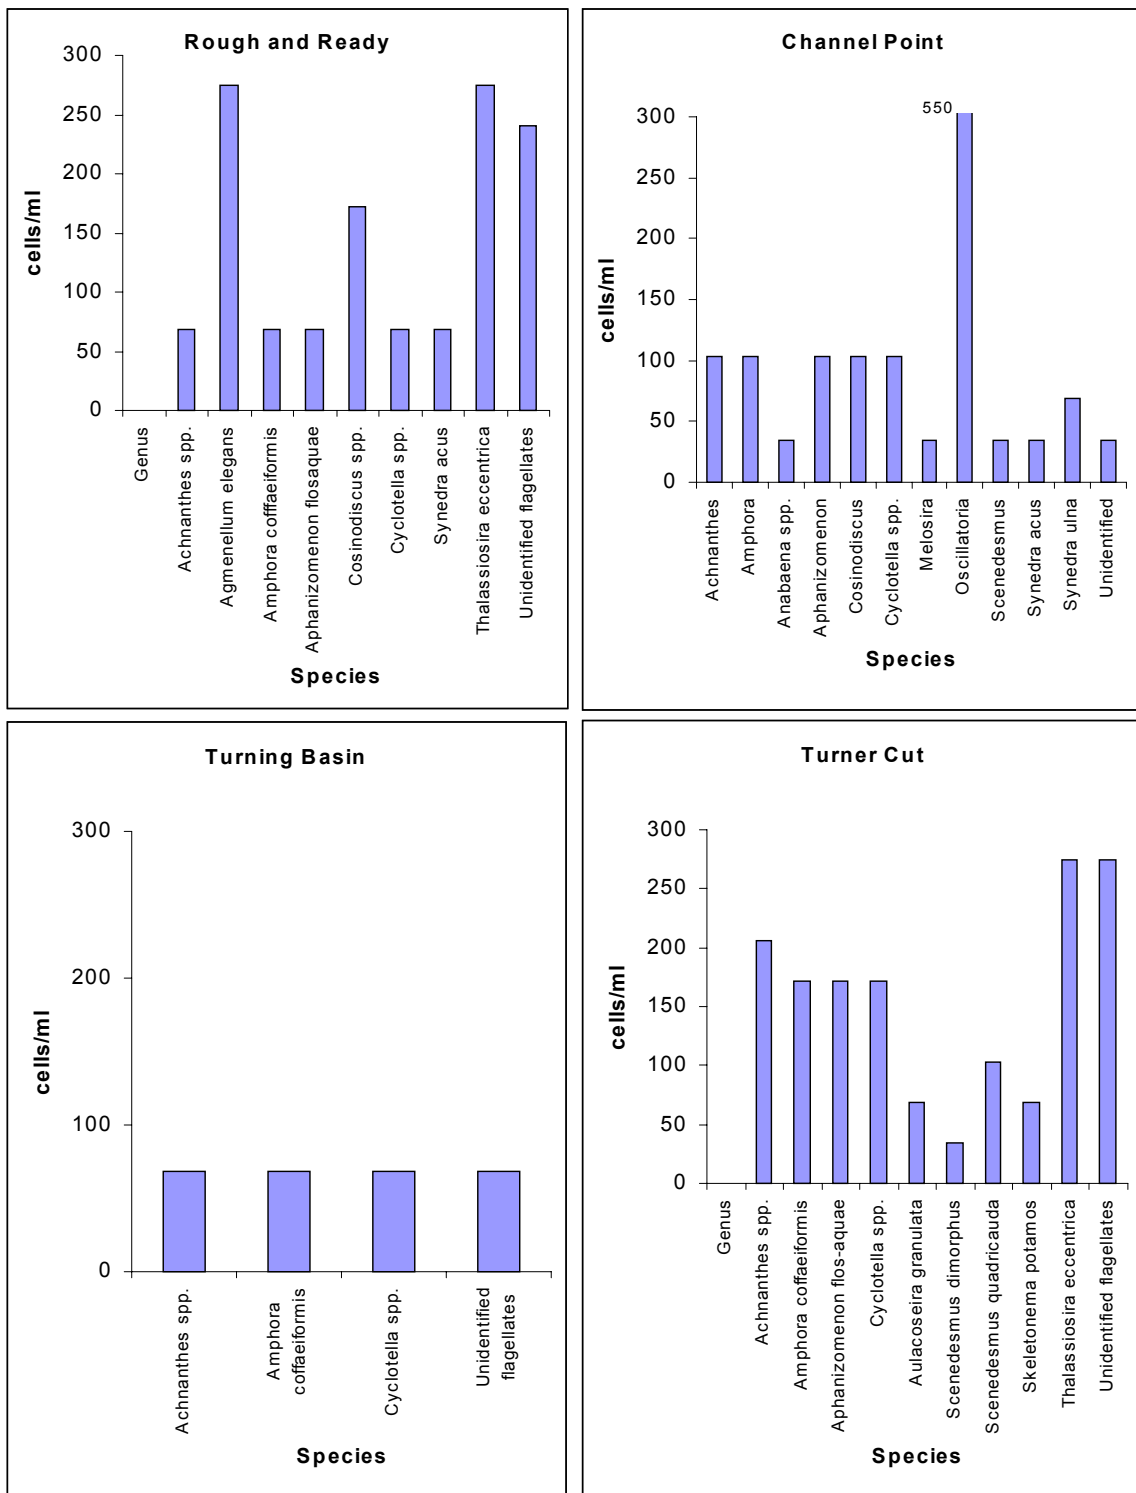 Rough and Ready
300
250
200
150
100
50
0
cells/ml
Genus
Achnanthes spp.
Agmenellum elegans
Amphora cofffaeiformis
Aphanizomenon flosaquae
Cosinodiscus spp.
Cyclotella spp.
Synedra acus
Thalassiosira eccentrica
Unidentified flagellates
Species
Channel Point
550
300
250
200
150
100
50
0
cells/ml
Achnanthes
Amphora
Anabaena spp.
Aphanizomenon
Cosinodiscus
Cyclotella spp.
Melosira
Oscillatoria
Scenedesmus
Synedra acus
Synedra ulna
Unidentified
Species
Turning Basin
300
200
100
0
cells/ml
Achnanthes spp.
Amphora
coffaeiformis
Cyclotella spp.
Unidentified
flagellates
Species
Turner Cut
300
250
200
150
100
50
0
cells/ml
Genus
Achnanthes spp.
Amphora coffaeiformis
Aphanizomenon flos-aquae
Cyclotella spp.
Aulacoseira granulata
Scenedesmus dimorphus
Scenedesmus quadricauda
Skeletonema potamos
Thalassiosira eccentrica
Unidentified flagellates
Species